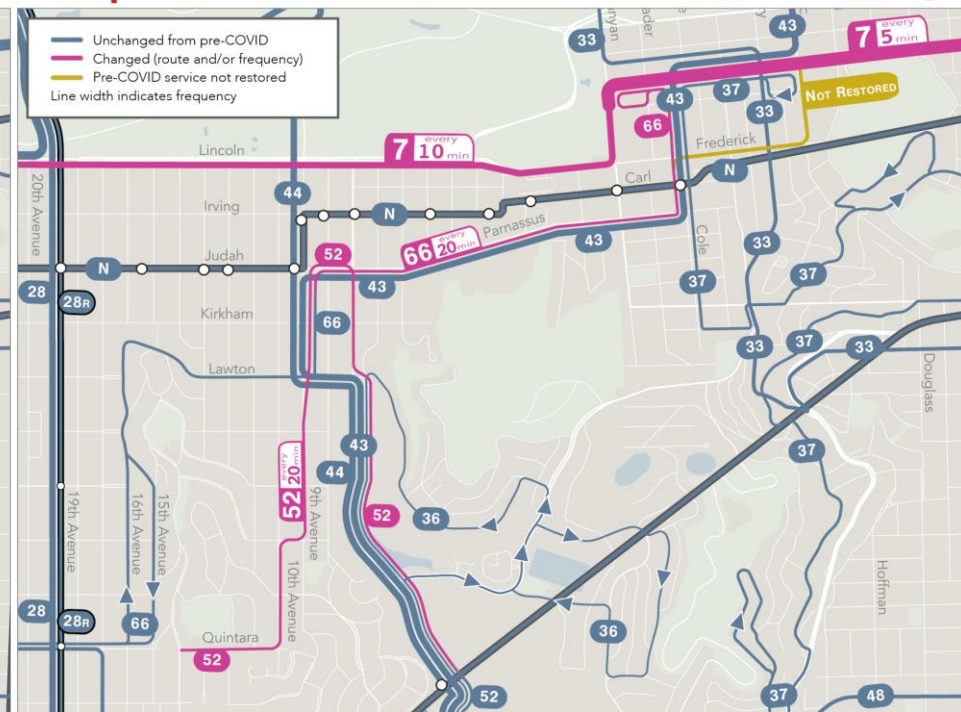 Unchanged from pre-COVID
Changed (route and/or frequency)
Pre-COVID service not restored
Line width indicates frequency
33
43
7 every 5 min
43
37
33
NOT RESTORED
66
Frederick
Lincoln
7 every 10 min
N
20th Avenue
44
Irving
N
Carl
Parnassus
66 every 20 min
43
Cole
33
Judah
52
N
43
37
37
28
28R
Kirkham
66
33
37
33
Lawton
Douglass
43
37
44
52 every 20 min
9th Avenue
52
36
19th Avenue
16th Avenue
15th Avenue
10th Avenue
Hoffman
28
28R
66
36
Quintara
52
52
37
48